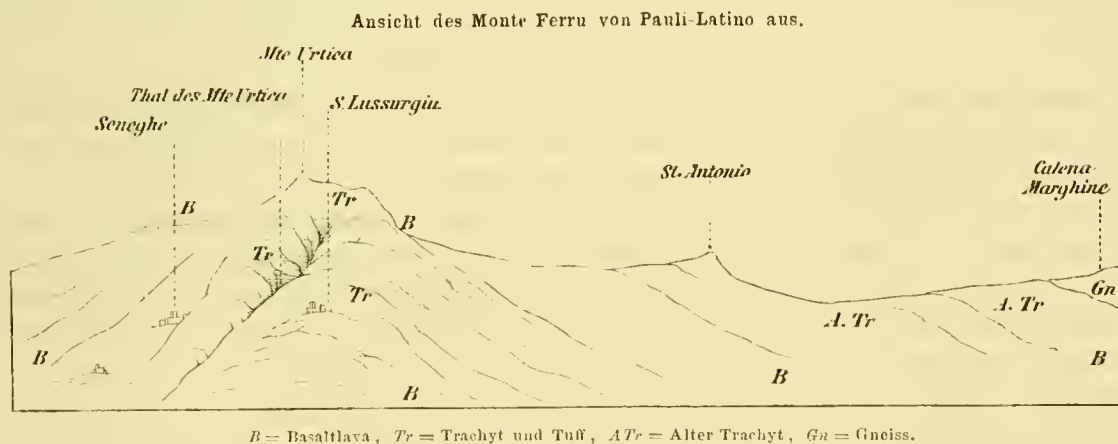 Ansicht des Monte Ferru von Pauli-Latino aus.
Mte Urtica
Thal des Mte Urtica
S. Lussurgiu.
Seneghe
St. Antonio
Catena
Marghine
B
Tr
B
Tr
Gn
Tr
A. Tr
A. Tr
B
B
B
B
B = Basaltlava, Tr = Trachyt und Tuff, A Tr = Alter Trachyt, Gn = Gneiss.